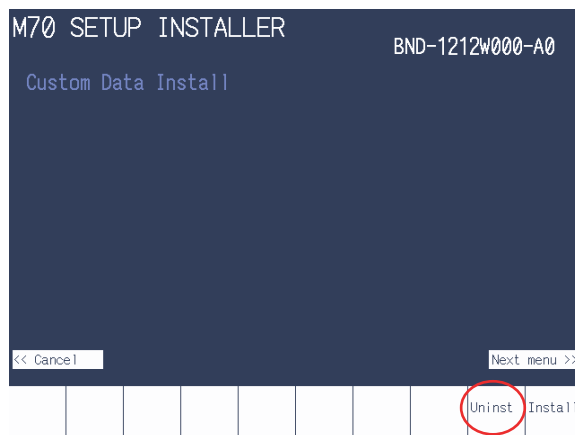 M70 SETUP INSTALLER
BND-1212W000-A0
Custom Data Install
<< Cancel
Next menu >>
Uninst
Install